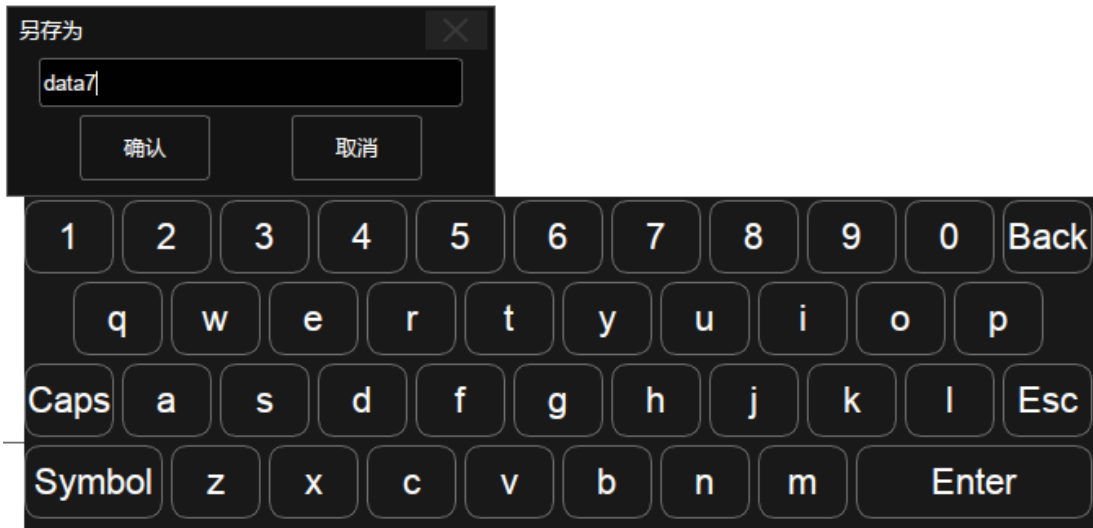 另存为
data7
确认 取消
1 2 3 4 5 6 7 8 9 0 Back
q w e r t y u i o p
Caps a s d f g h j k l Esc
Symbol z x c v b n m Enter